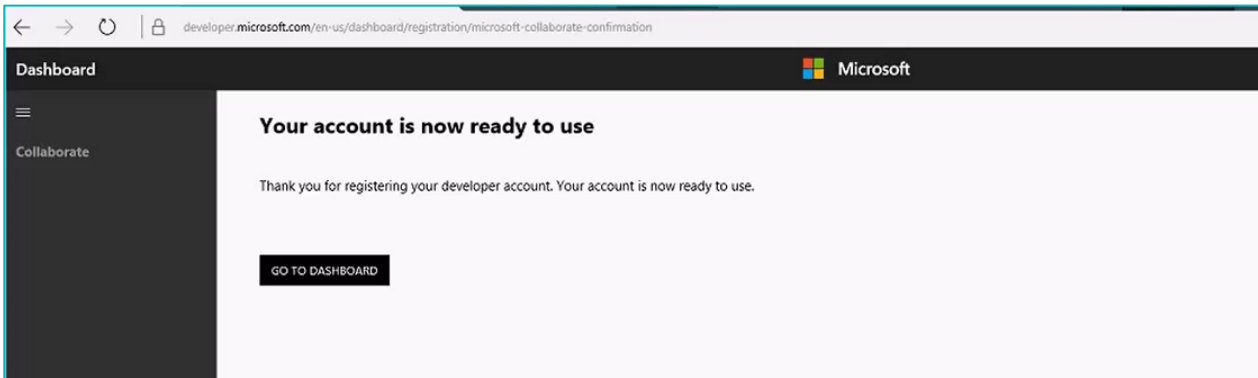 developer.microsoft.com/en-us/dashboard/registration/microsoft-collaborate-confirmation
Dashboard
Microsoft
Collaborate
Your account is now ready to use
Thank you for registering your developer account. Your account is now ready to use.
GO TO DASHBOARD